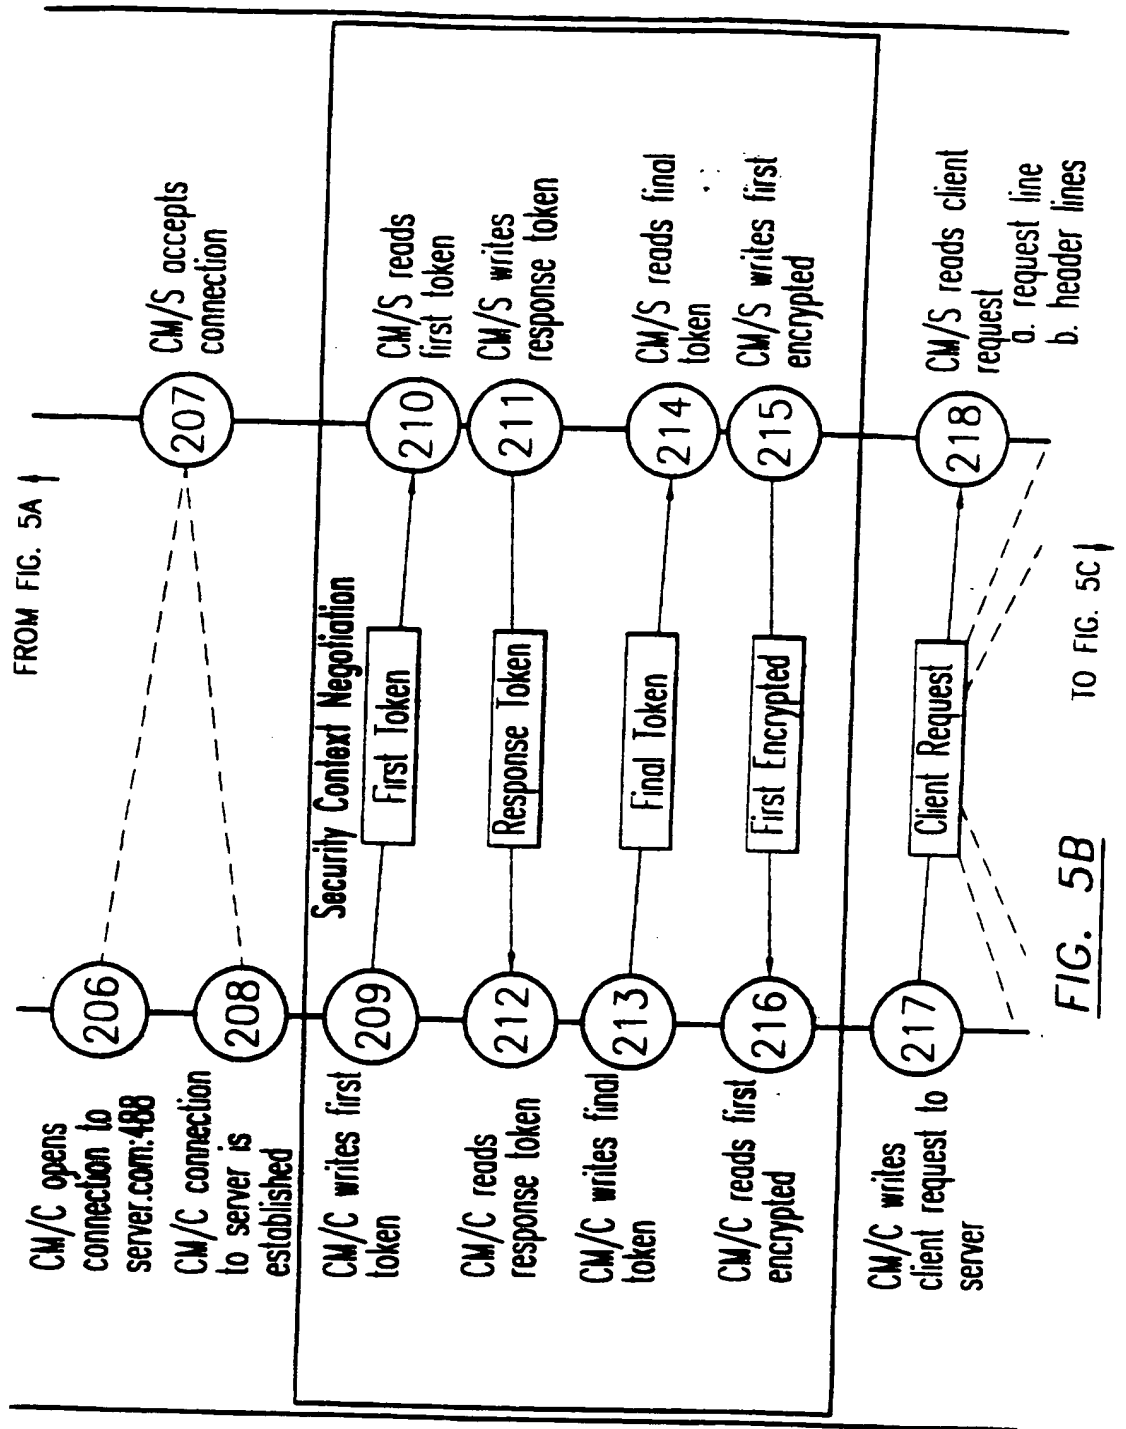 FROM FIG. 5A
206
CM/C opens
connection to
server.com:488
207
CM/S accepts
connection
208
CM/C connection
to server is
established
Security Context Negotiation
209
CM/C writes first
token
First Token
210
CM/S reads
first token
211
CM/S writes
response token
Response Token
212
CM/C reads
response token
213
CM/C writes final
token
Final Token
214
CM/S reads final
token
215
CM/S writes first
encrypted
First Encrypted
216
CM/C reads first
encrypted
217
CM/C writes
client request to
server
Client Request
218
CM/S reads client
request
a. request line
b. header lines
TO FIG. 5C
FIG. 5B